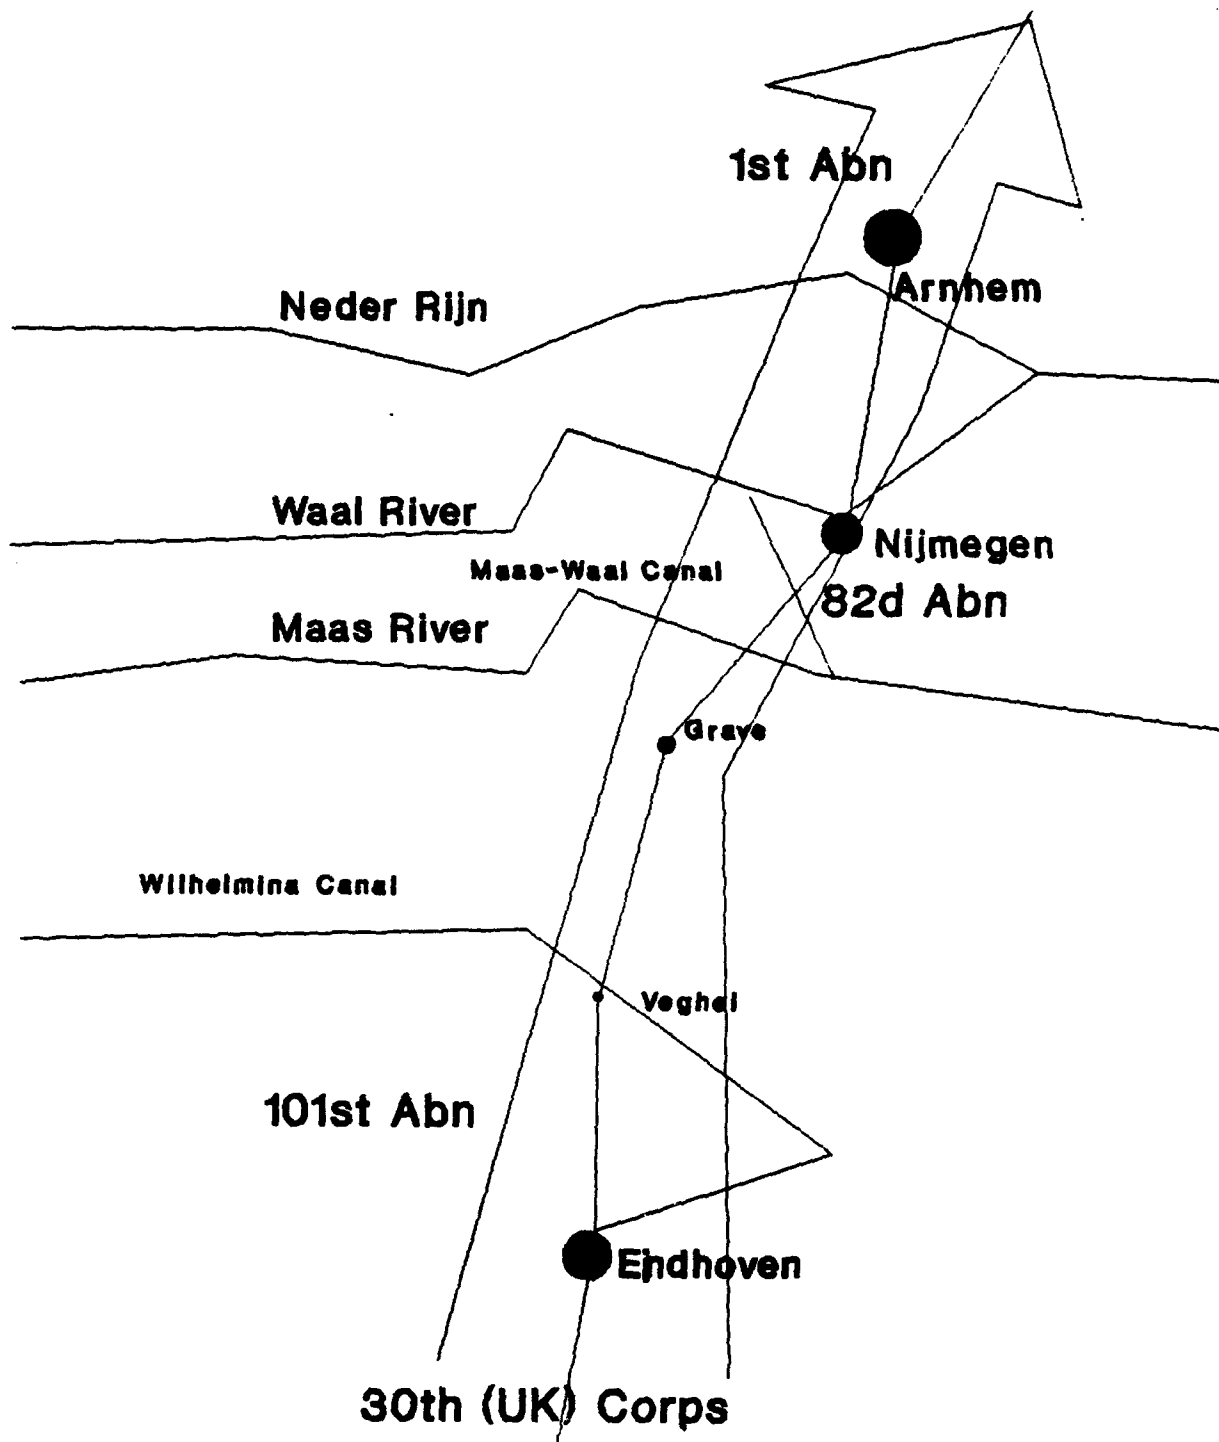 1st Abn
Arnhem
Neder Rijn
Waal River
Nijmegen
Maas-Waal Canal
82d Abn
Maas River
Grave
Wilhelmina Canal
Veghel
101st Abn
Eindhoven
30th (UK) Corps